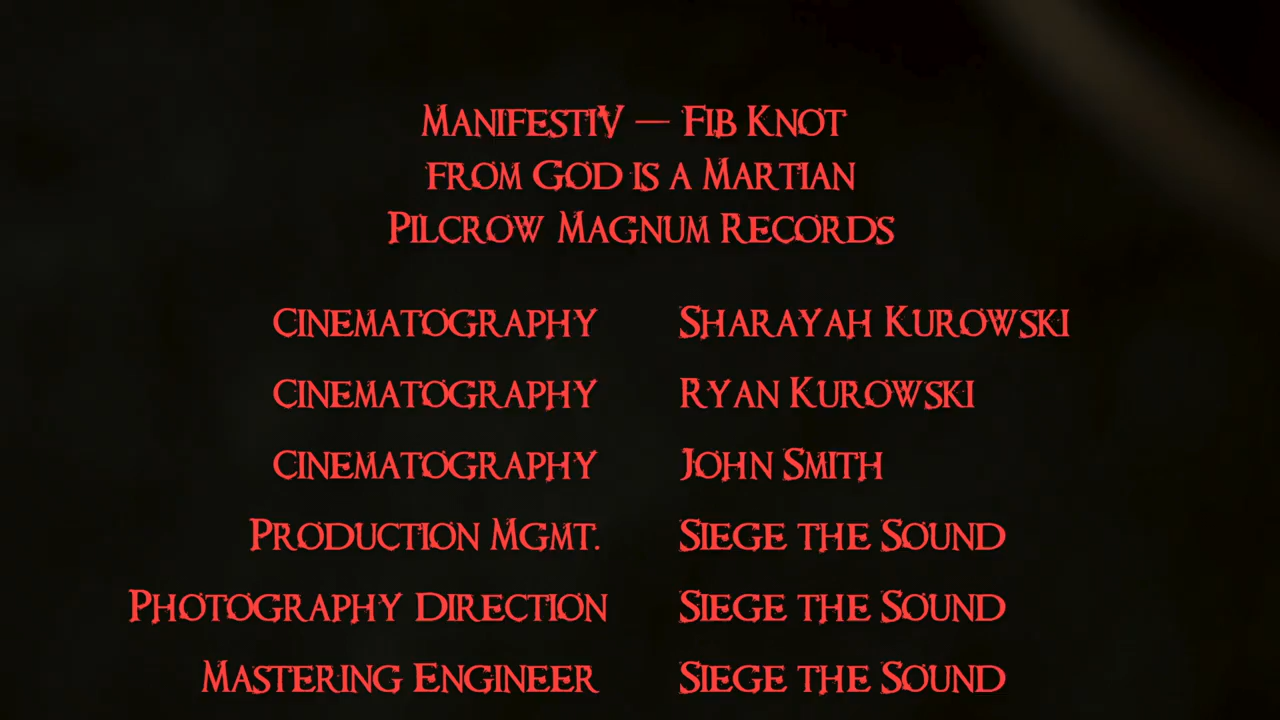 ManifestiV — Fib Knot
from God is a Martian
Pilcrow Magnum Records
Cinematography Sharayah Kurowski
Cinematography Ryan Kurowski
Cinematography John Smith
Production Mgmt. Siege the Sound
Photography Direction Siege the Sound
Mastering Engineer Siege the Sound